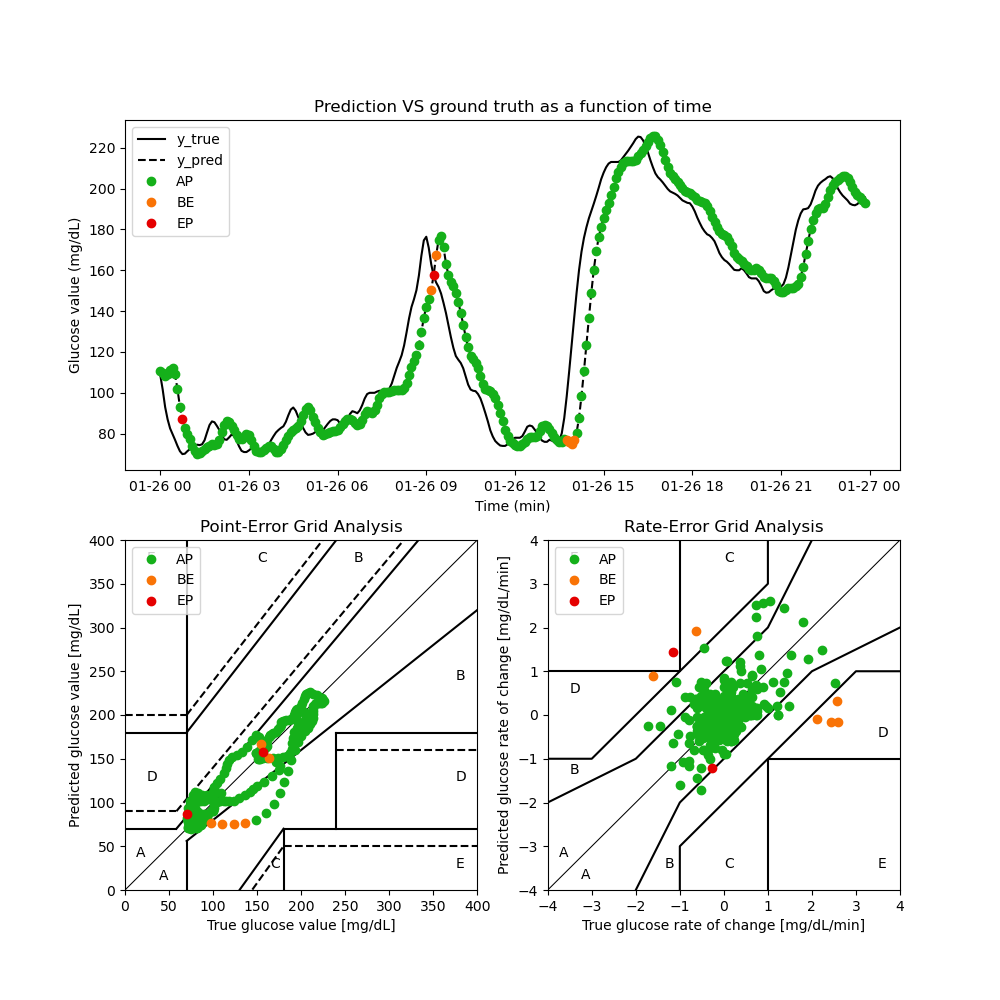 Prediction VS ground truth as a function of time
Glucose value (mg/dL)
220
200
180
160
140
120
100
80
y_true
y_pred
AP
BE
EP
01-26 00 01-26 03 01-26 06 01-26 09 01-26 12 01-26 15 01-26 18 01-26 21 01-27 00
Time (min)
Point-Error Grid Analysis
Predicted glucose value [mg/dL]
400
350
300
250
200
150
100
50
0
AP
BE
EP
C B
B
D D
A
A
C
E
0 50 100 150 200 250 300 350 400
True glucose value [mg/dL]
Rate-Error Grid Analysis
Predicted glucose rate of change [mg/dL/min]
4
3
2
1
0
−1
−2
−3
−4
AP
BE
EP
C
D
D
B
A
A
B C E
−4 −3 −2 −1 0 1 2 3 4
True glucose rate of change [mg/dL/min]